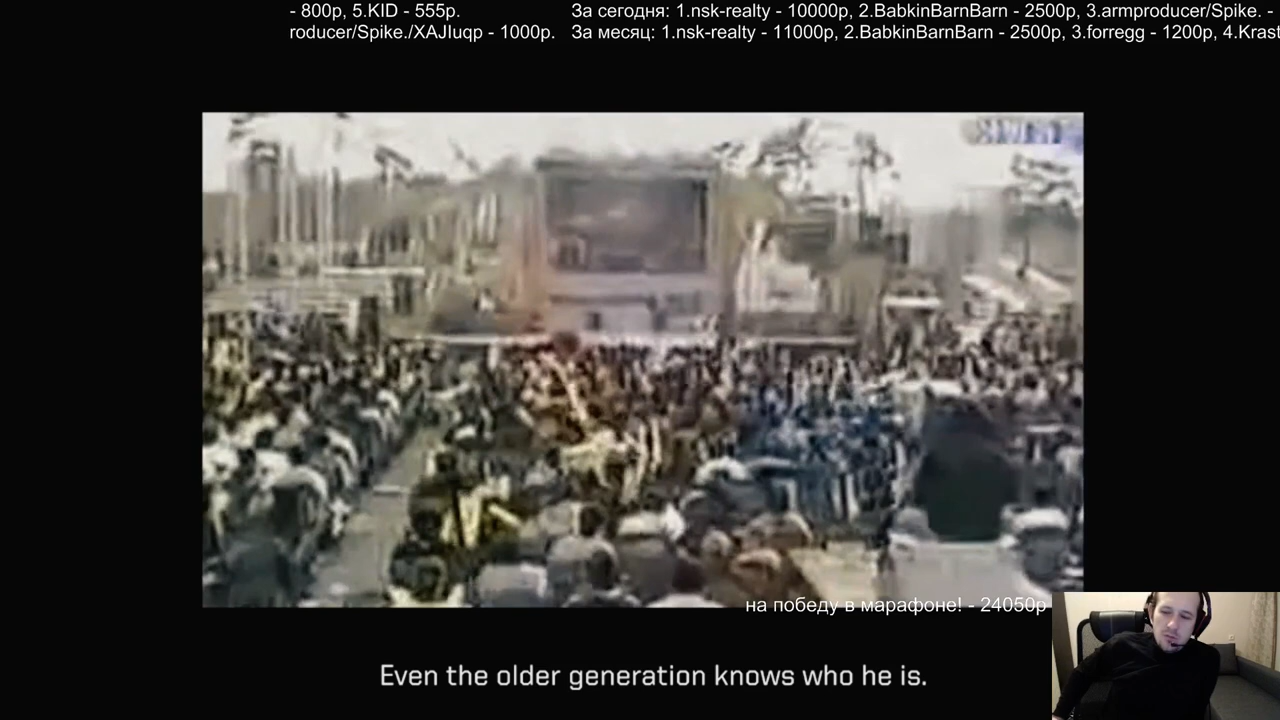 - 800р, 5.KID - 555р. За сегодня: 1.nsk-realty - 10000р, 2.BabkinBarnBarn - 2500р, 3.armproducer/Spike. -
roducer/Spike./XAJIuqp - 1000р. За месяц: 1.nsk-realty - 11000р, 2.BabkinBarnBarn - 2500р, 3.forregg - 1200р, 4.Krast
на победу в марафоне! - 24050р
Even the older generation knows who he is.